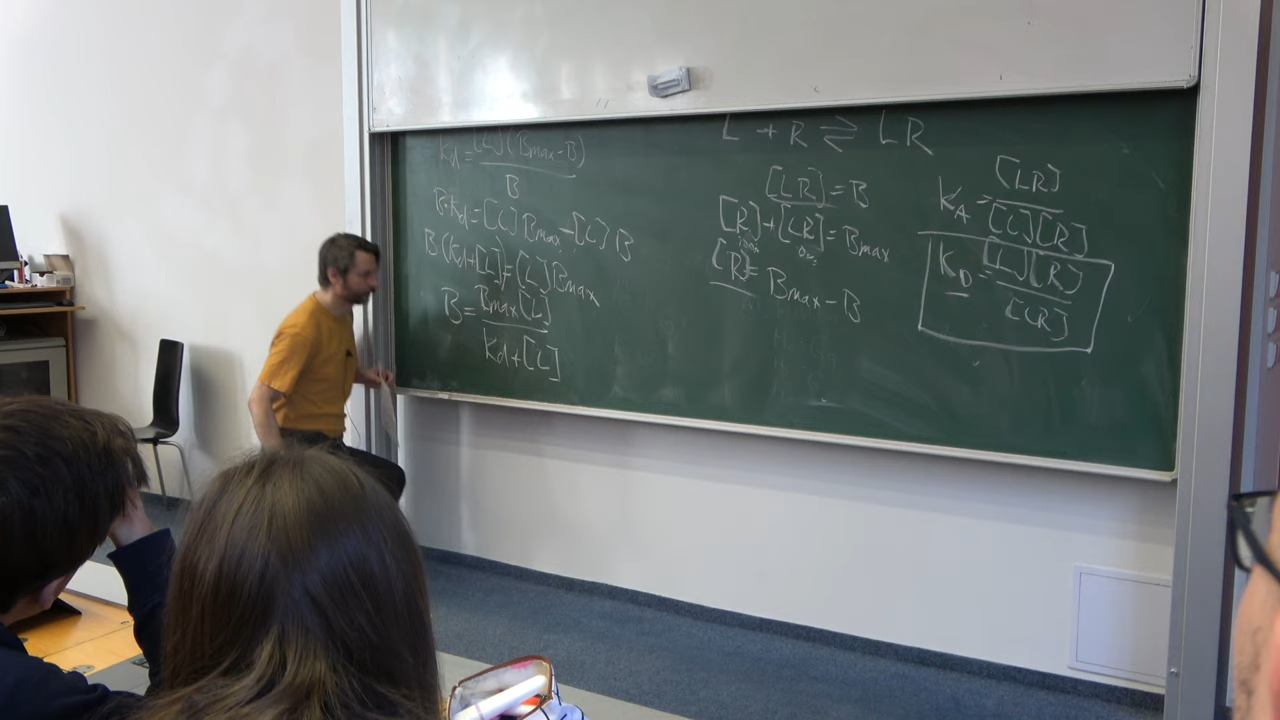 Kd = [L](Bmax - B)
B
B·Kd = [L] Bmax - [L] B
B(Kd + [L]) = [L] Bmax
B = Bmax [L]
Kd + [L]
L + R ⇌ LR
[LR] = B
[R] + [LR] = Bmax
[R] = Bmax - B
KA = [LR]
[L][R]
KD = [L][R]
[LR]